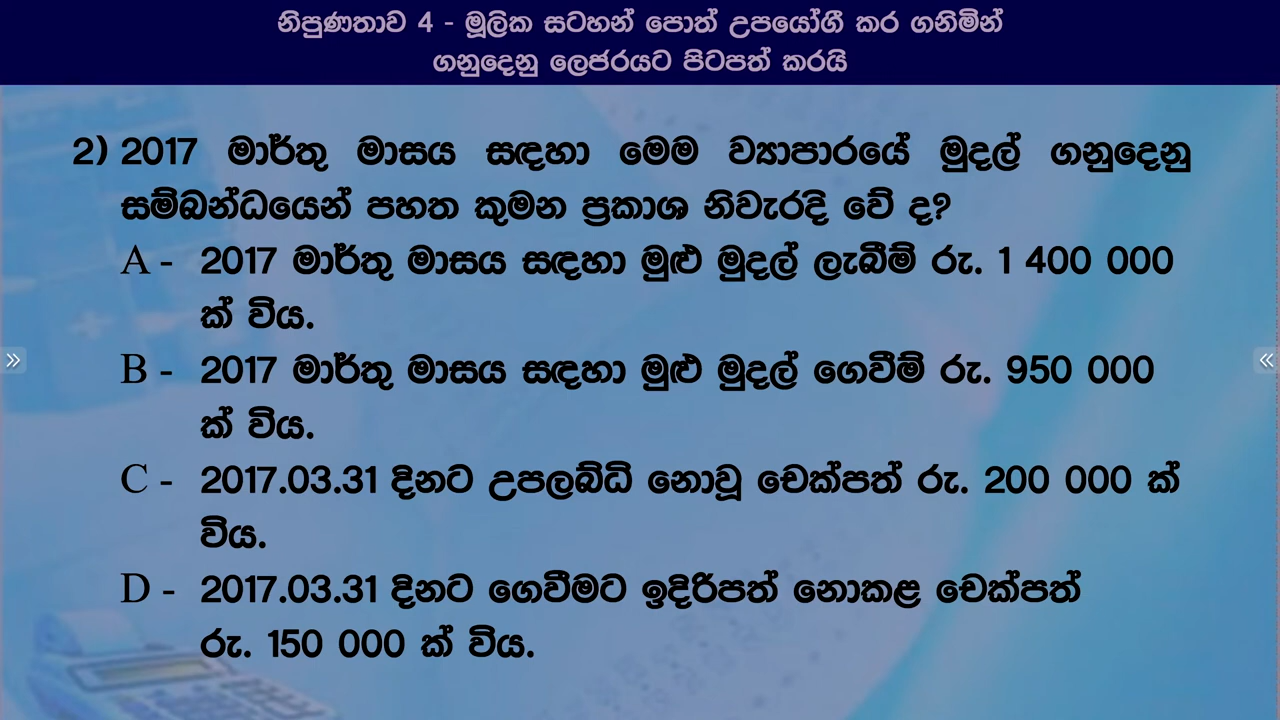 නිපුණතාව 4 - මූලික සටහන් පොත් උපයෝගී කර ගනිමින්
ගනුදෙනු ලෙජරයට පිටපත් කරයි
2) 2017 මාර්තු මාසය සඳහා මෙම ව්‍යාපාරයේ මුදල් ගනුදෙනු
සම්බන්ධයෙන් පහත කුමන ප්‍රකාශ නිවැරදි වේ ද?
A - 2017 මාර්තු මාසය සඳහා මුළු මුදල් ලැබීම් රු. 1 400 000
ක් විය.
B - 2017 මාර්තු මාසය සඳහා මුළු මුදල් ගෙවීම් රු. 950 000
ක් විය.
C - 2017.03.31 දිනට උපලබ්ධි නොවූ චෙක්පත් රු. 200 000 ක්
විය.
D - 2017.03.31 දිනට ගෙවීමට ඉදිරිපත් නොකළ චෙක්පත්
රු. 150 000 ක් විය.